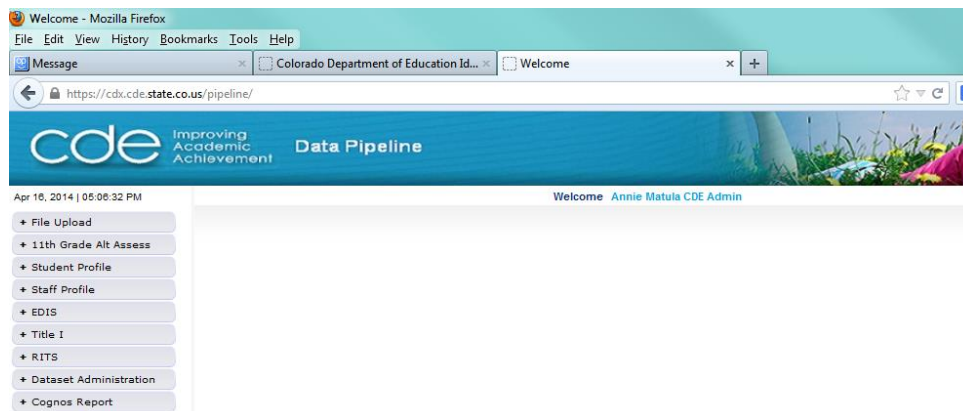 Welcome - Mozilla Firefox
File Edit View History Bookmarks Tools Help
Message
Colorado Department of Education Id...
Welcome
https://cdx.cde.state.co.us/pipeline/
cde Improving
Academic
Achievement
Data Pipeline
Apr 16, 2014 | 05:06:32 PM
Welcome Annie Matula CDE Admin
+ File Upload
+ 11th Grade Alt Assess
+ Student Profile
+ Staff Profile
+ EDIS
+ Title I
+ RITS
+ Dataset Administration
+ Cognos Report